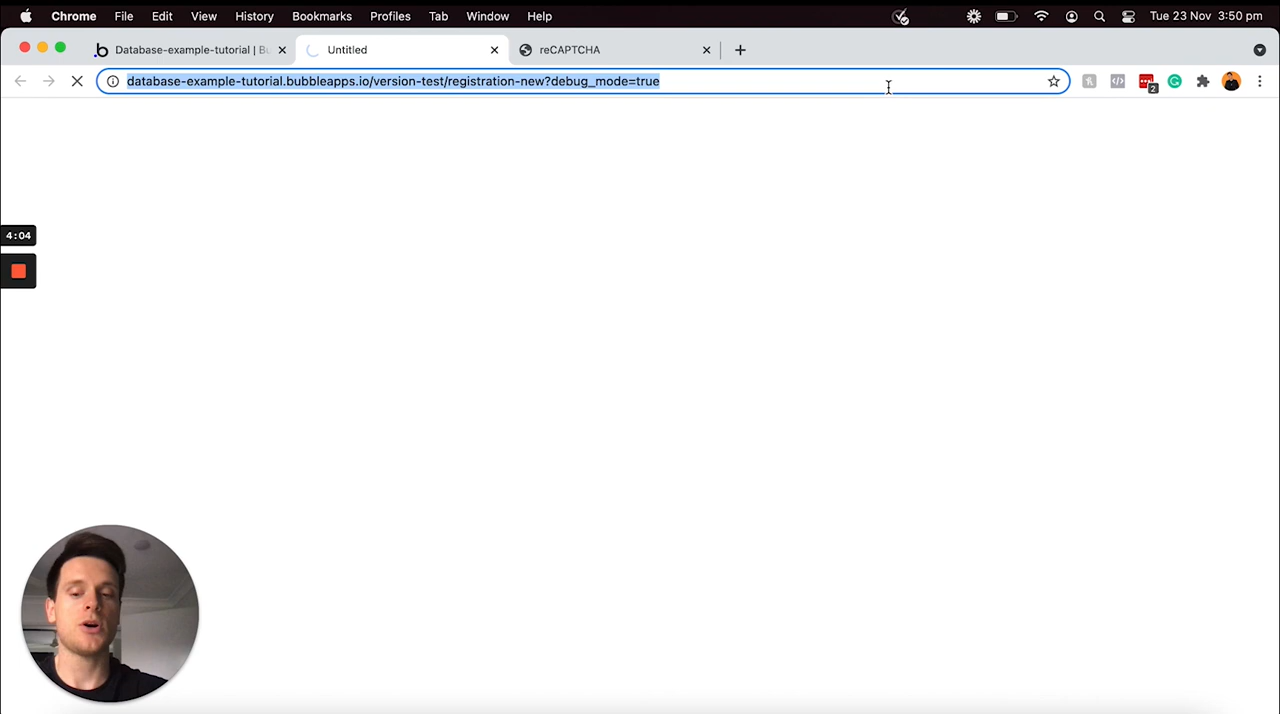 Chrome File Edit View History Bookmarks Profiles Tab Window Help Tue 23 Nov 3:50 pm
Database-example-tutorial | Bu Untitled reCAPTCHA
database-example-tutorial.bubbleapps.io/version-test/registration-new?debug_mode=true
2
4:04